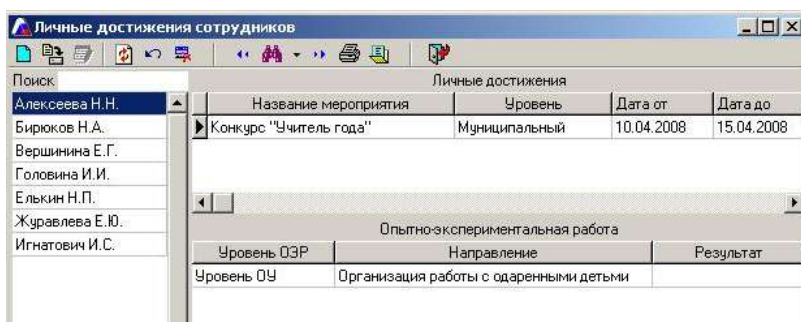 Личные достижения сотрудников
Поиск
Личные достижения
Алексеева Н.Н.
Бирюков Н.А.
Вершинина Е.Г.
Головина И.И.
Елькин Н.П.
Журавлева Е.Ю.
Игнатович И.С.
Название мероприятия Уровень Дата от Дата до
Конкурс "Учитель года" Муниципальный 10.04.2008 15.04.2008
Опытно-экспериментальная работа
Уровень ОЭР Направление Результат
Уровень ОУ Организация работы с одаренными детьми